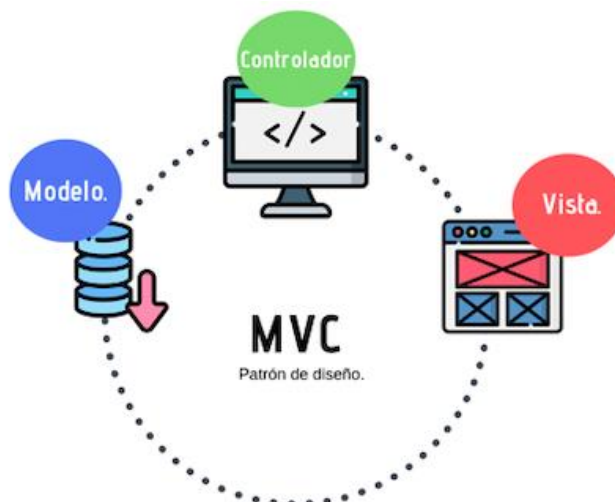 Controlador
Modelo.
Vista.
</>
MVC
Patrón de diseño.